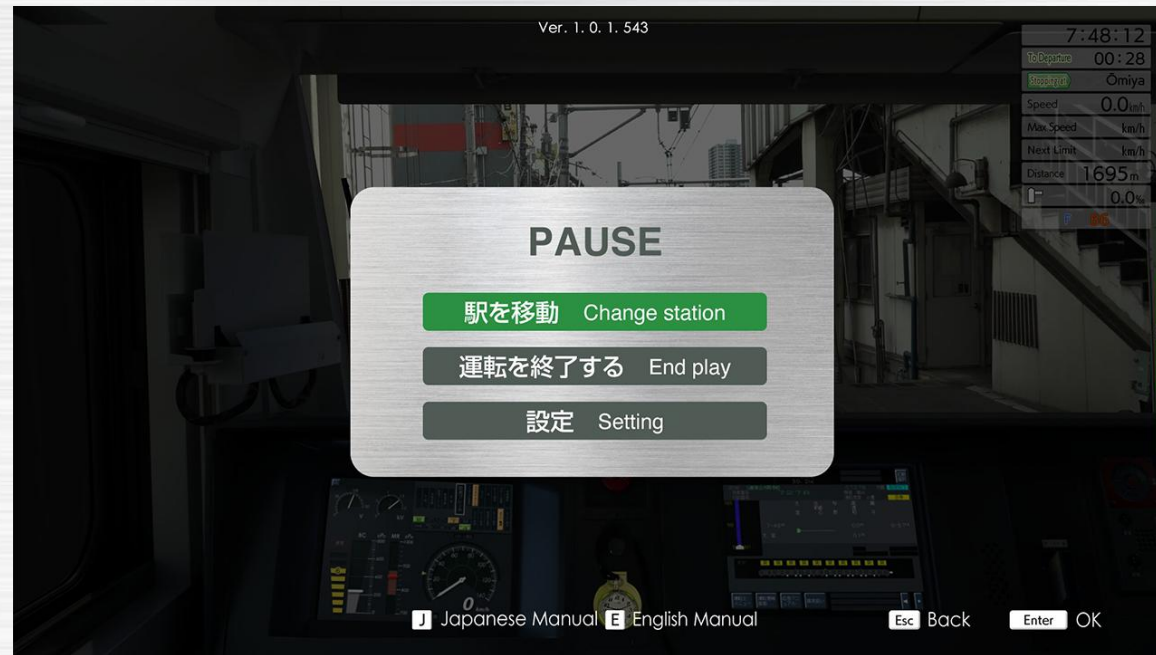 Ver. 1. 0. 1. 543
7:48:12
To Departure 00:28
Stopping at Ōmiya
Speed 0.0km/h
Max Speed km/h
Next Limit km/h
Distance 1695m
0.0‰
F BG
PAUSE
駅を移動 Change station
運転を終了する End play
設定 Setting
J Japanese Manual E English Manual
Esc Back
Enter OK